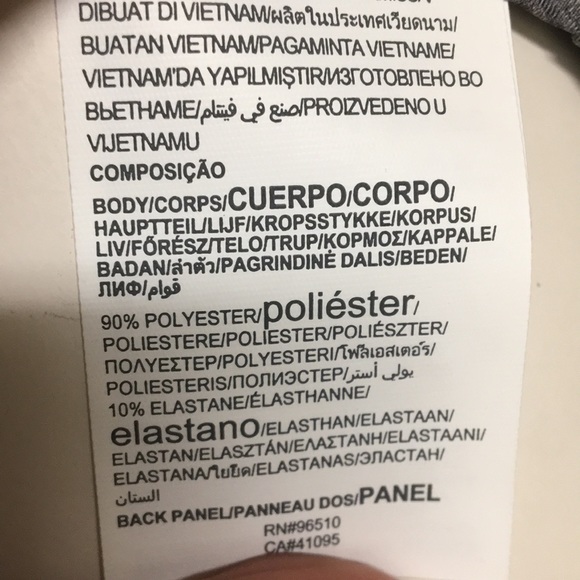 DIBUAT DI VIETNAM/ผลิตในประเทศเวียดนาม/
BUATAN VIETNAM/PAGAMINTA VIETNAME/
VIETNAM'DA YAPILMIŞTIR/ИЗГОТОВЛЕНО ВО
ВЬЕТНАМЕ/صنع في فيتنام/PROIZVEDENO U
VIJETNAMU
COMPOSIÇÃO
BODY/CORPS/CUERPO/CORPO/
HAUPTTEIL/LIJF/KROPSSTYKKE/KORPUS/
LIV/FŐRÉSZ/TELO/TRUP/ΚΟΡΜΟΣ/KAPPALE/
BADAN/ลำตัว/PAGRINDINĖ DALIS/BEDEN/
ЛИФ/قوام
90% POLYESTER/poliéster/
POLIESTERE/POLIESTER/POLIÉSZTER/
ΠΟΛΥΕΣΤΕΡ/POLYESTERI/โพลีเอสเตอร์/
POLIESTERIS/ПОЛИЭСТЕР/يولي أستر/
10% ELASTANE/ÉLASTHANNE/
elastano/ELASTHAN/ELASTAAN/
ELASTAN/ELASZTÁN/ΕΛΑΣΤΑΝΗ/ELASTAANI/
ELASTANA/ใยยืด/ELASTANAS/ЭЛАСТАН/
الستان
BACK PANEL/PANNEAU DOS/PANEL
RN#96510
CA#41095